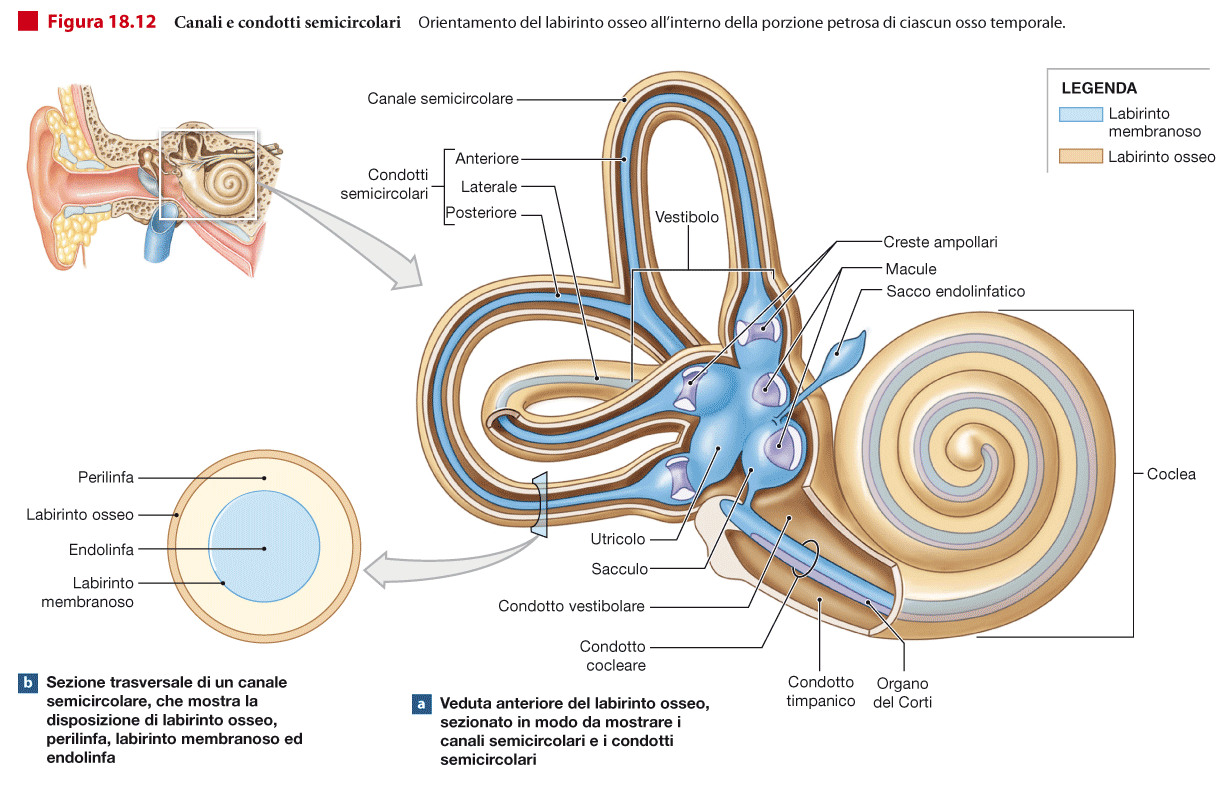 Figura 18.12 Canali e condotti semicircolari Orientamento del labirinto osseo all'interno della porzione petrosa di ciascun osso temporale.
LEGENDA
Labirinto
membranoso
Labirinto osseo
Canale semicircolare
Condotti
semicircolari
Anteriore
Laterale
Posteriore
Vestibolo
Creste ampollari
Macule
Sacco endolinfatico
Coclea
Perilinfa
Labirinto osseo
Endolinfa
Labirinto
membranoso
Utricolo
Sacculo
Condotto vestibolare
Condotto
cocleare
Condotto
timpanico
Organo
del Corti
b Sezione trasversale di un canale
semicircolare, che mostra la
disposizione di labirinto osseo,
perilinfa, labirinto membranoso ed
endolinfa
a Veduta anteriore del labirinto osseo,
sezionato in modo da mostrare i
canali semicircolari e i condotti
semicircolari